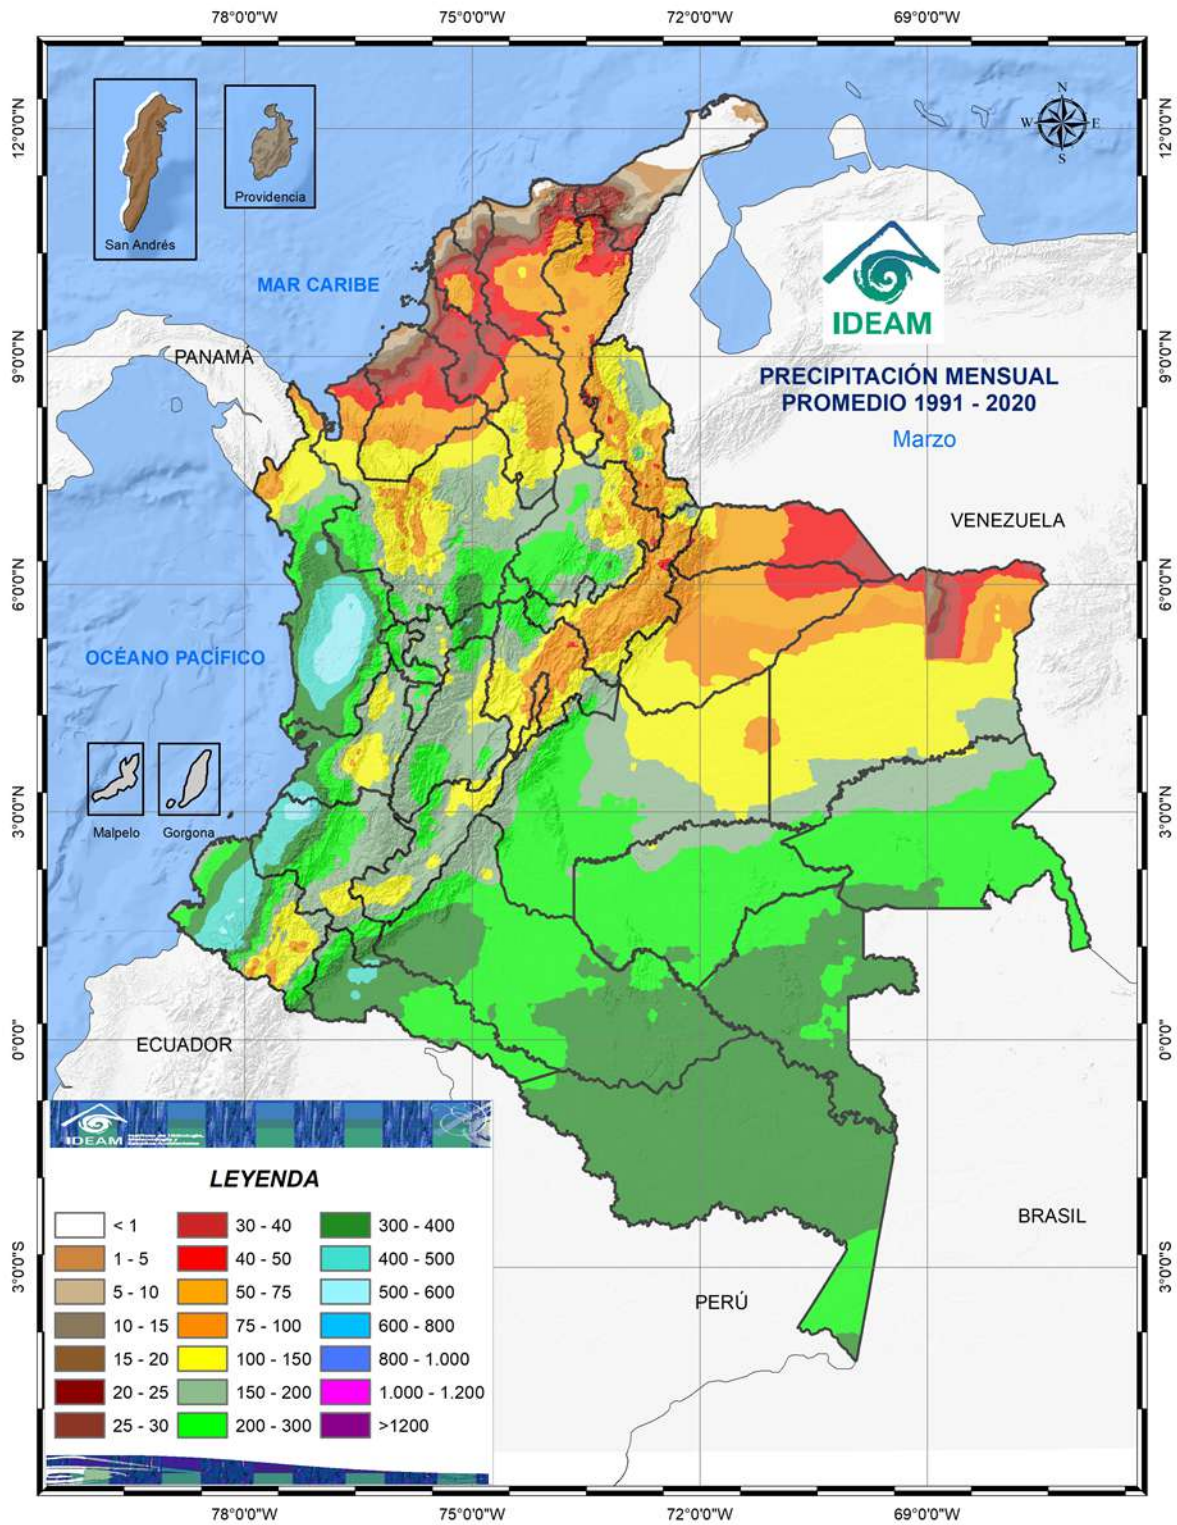 78°0'0"W 75°0'0"W 72°0'0"W 69°0'0"W
12°0'0"N
12°0'0"N
San Andrés
Providencia
MAR CARIBE
IDEAM
9°0'0"N
9°0'0"N
PANAMÁ
PRECIPITACIÓN MENSUAL
PROMEDIO 1991 - 2020
Marzo
VENEZUELA
6°0'0"N
6°0'0"N
OCÉANO PACÍFICO
3°0'0"N
3°0'0"N
Malpelo
Gorgona
0°0'0"
0°0'0"
ECUADOR
IDEAM
LEYENDA
< 1
1 - 5
5 - 10
10 - 15
15 - 20
20 - 25
25 - 30
30 - 40
40 - 50
50 - 75
75 - 100
100 - 150
150 - 200
200 - 300
300 - 400
400 - 500
500 - 600
600 - 800
800 - 1.000
1.000 - 1.200
>1200
BRASIL
PERÚ
3°0'0"S
3°0'0"S
N
W E
S
78°0'0"W 75°0'0"W 72°0'0"W 69°0'0"W